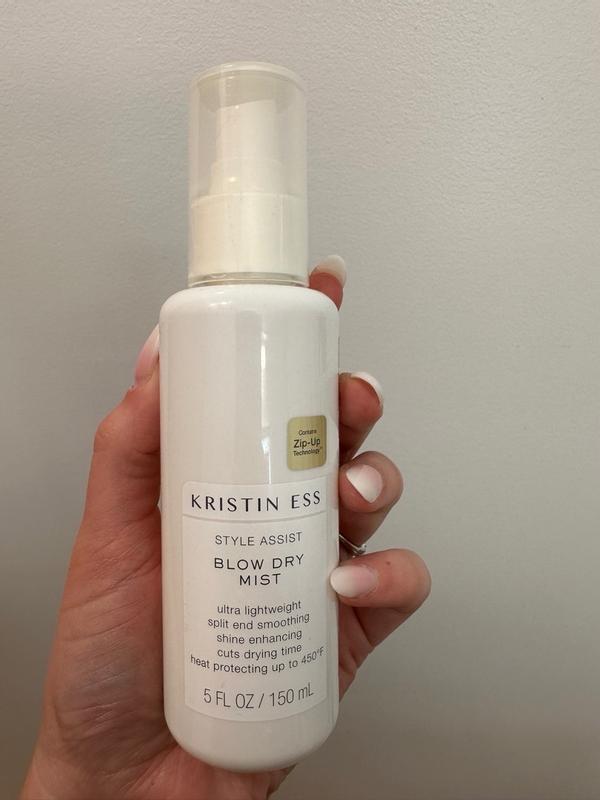 Contains
Zip-Up
Technology™
KRISTIN ESS
STYLE ASSIST
BLOW DRY
MIST
ultra lightweight
split end smoothing
shine enhancing
cuts drying time
heat protecting up to 450°F
5 FL OZ / 150 mL